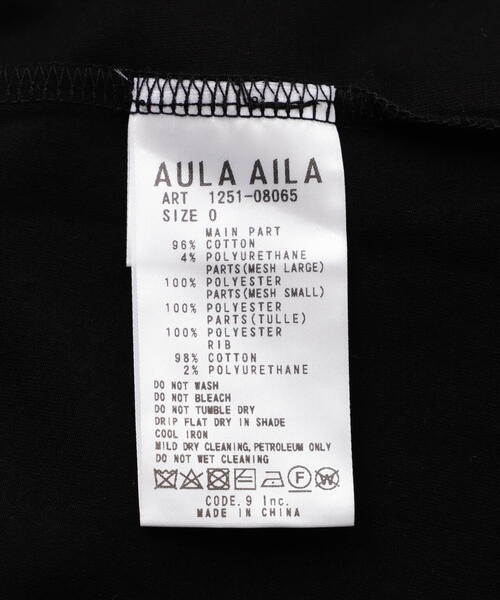 AULA AILA
ART 1251-08065
SIZE 0
MAIN PART
96% COTTON
4% POLYURETHANE
PARTS(MESH LARGE)
100% POLYESTER
PARTS(MESH SMALL)
100% POLYESTER
PARTS(TULLE)
100% POLYESTER
RIB
98% COTTON
2% POLYURETHANE
DO NOT WASH
DO NOT BLEACH
DO NOT TUMBLE DRY
DRIP FLAT DRY IN SHADE
COOL IRON
MILD DRY CLEANING,PETROLEUM ONLY
DO NOT WET CLEANING
F W
CODE.9 Inc.
MADE IN CHINA